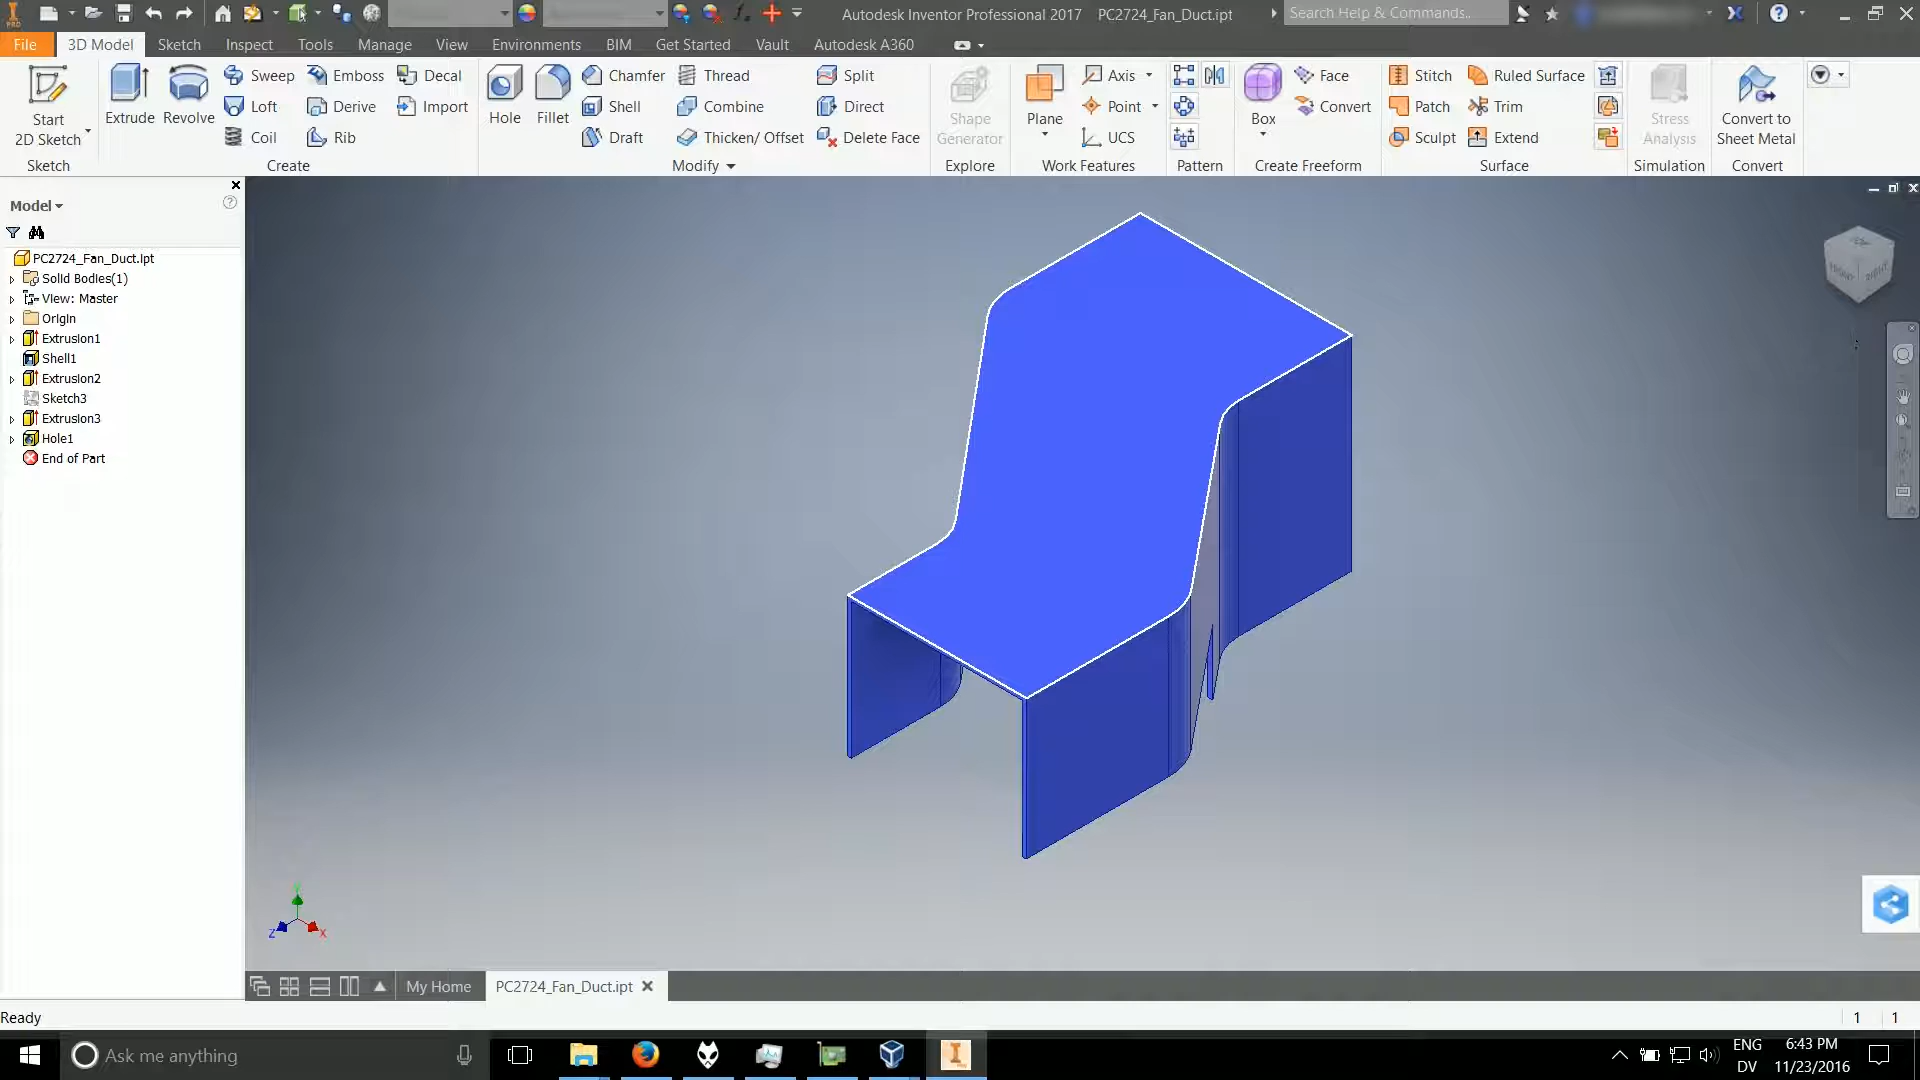 PRO
Autodesk Inventor Professional 2017 PC2724_Fan_Duct.ipt
Search Help & Commands...
File 3D Model Sketch Inspect Tools Manage View Environments BIM Get Started Vault Autodesk A360
Start
2D Sketch
Sketch
Extrude Revolve
Sweep Emboss Decal
Loft Derive Import
Coil Rib
Create
Hole Fillet
Chamfer Thread Split
Shell Combine Direct
Draft Thicken/ Offset Delete Face
Modify
Shape
Generator
Explore
Plane
Axis
Point
UCS
Work Features
Pattern
Box
Face
Convert
Create Freeform
Stitch Ruled Surface
Patch Trim
Sculpt Extend
Surface
Stress
Analysis
Simulation
Convert to
Sheet Metal
Convert
Model
PC2724_Fan_Duct.ipt
Solid Bodies(1)
View: Master
Origin
Extrusion1
Shell1
Extrusion2
Sketch3
Extrusion3
Hole1
End of Part
FRONT RIGHT
Z X
My Home PC2724_Fan_Duct.ipt
Ready
1 1
Ask me anything
ENG
DV
6:43 PM
11/23/2016